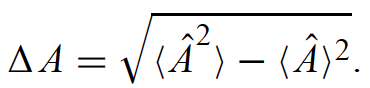 ΔA = √⟨Â²⟩ − ⟨Â⟩².